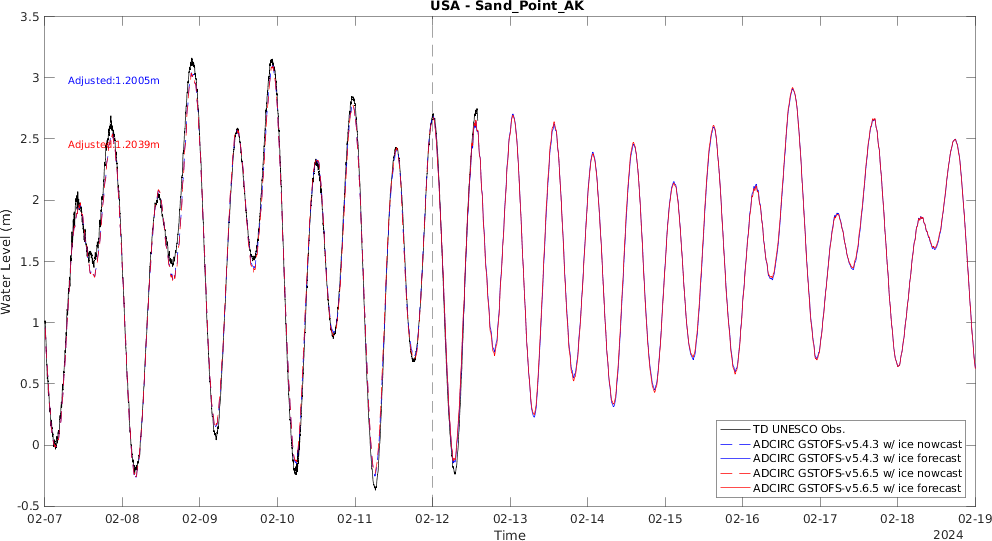 USA - Sand_Point_AK
3.5
3
2.5
2
1.5
1
0.5
0
-0.5
Water Level (m)
Adjusted:1.2005m
Adjusted:1.2039m
TD UNESCO Obs.
ADCIRC GSTOFS-v5.4.3 w/ ice nowcast
ADCIRC GSTOFS-v5.4.3 w/ ice forecast
ADCIRC GSTOFS-v5.6.5 w/ ice nowcast
ADCIRC GSTOFS-v5.6.5 w/ ice forecast
02-07 02-08 02-09 02-10 02-11 02-12 02-13 02-14 02-15 02-16 02-17 02-18 02-19
Time
2024